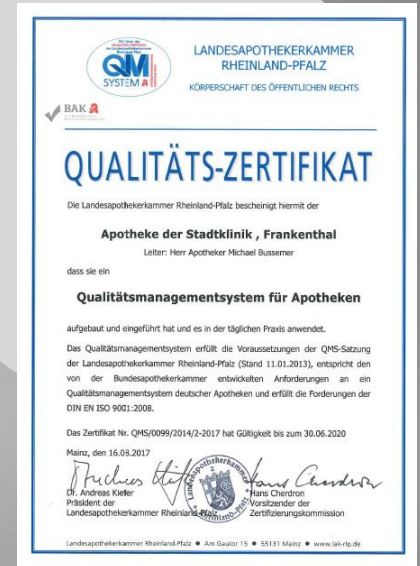 QM
SYSTEM A
LANDESAPOTHEKERKAMMER
RHEINLAND-PFALZ
KÖRPERSCHAFT DES ÖFFENTLICHEN RECHTS
BAK
QUALITÄTS-ZERTIFIKAT
Die Landesapothekerkammer Rheinland-Pfalz bescheinigt hiermit der
Apotheke der Stadtklinik , Frankenthal
Leiter: Herr Apotheker Michael Bussemer
dass sie ein
Qualitätsmanagementsystem für Apotheken
aufgebaut und eingeführt hat und es in der täglichen Praxis anwendet.
Das Qualitätsmanagementsystem erfüllt die Voraussetzungen der QMS-Satzung
der Landesapothekerkammer Rheinland-Pfalz (Stand 11.01.2013), entspricht den
von der Bundesapothekerkammer entwickelten Anforderungen an ein
Qualitätsmanagementsystem deutscher Apotheken und erfüllt die Forderungen der
DIN EN ISO 9001:2008.
Das Zertifikat Nr. QMS/0099/2014/2-2017 hat Gültigkeit bis zum 30.06.2020
Mainz, den 16.08.2017
Dr. Andreas Kiefer
Präsident der
Landesapothekerkammer Rheinland-Pfalz
Landesapothekerkammer
Rheinland-Pfalz
Hans Cherdron
Vorsitzender der
Zertifizierungskommission
Landesapothekerkammer Rheinland-Pfalz ● Am Gautor 15 ● 55131 Mainz ● www.lak-rlp.de